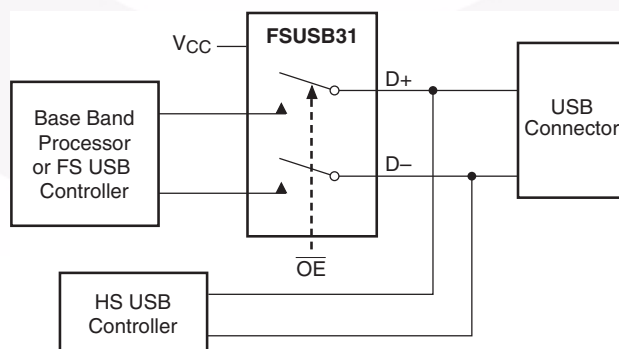 FSUSB31
VCC
D+
D–
Base Band
Processor
or FS USB
Controller
USB
Connector
OE
HS USB
Controller